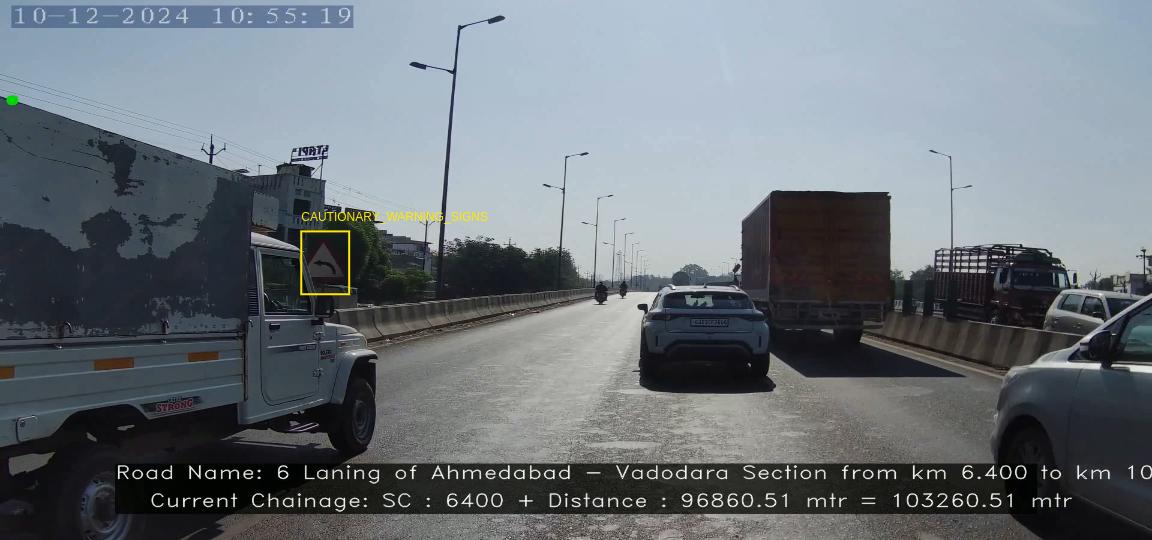 10-12-2024 10:55:19
CAUTIONARY_WARNING_SIGNS
STRONG
Road Name: 6 Laning of Ahmedabad - Vadodara Section from km 6.400 to km 10
Current Chainage: SC : 6400 + Distance : 96860.51 mtr = 103260.51 mtr